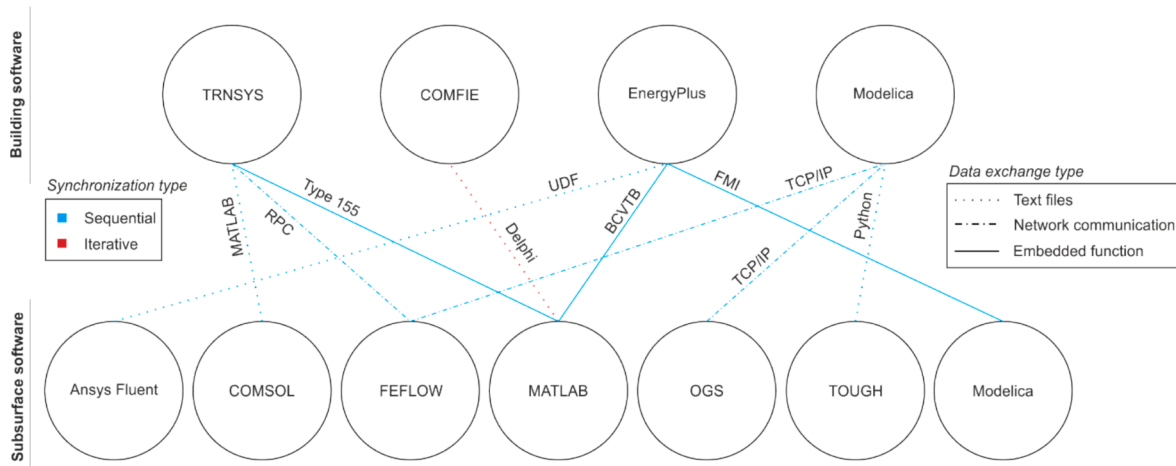 Building software
TRNSYS
COMFIE
EnergyPlus
Modelica
Synchronization type
Sequential
Iterative
MATLAB
RPC
Type 155
Delphi
UDF
BCVTB
FMI
TCP/IP
TCP/IP
Python
Data exchange type
Text files
Network communication
Embedded function
Subsurface software
Ansys Fluent
COMSOL
FEFLOW
MATLAB
OGS
TOUGH
Modelica